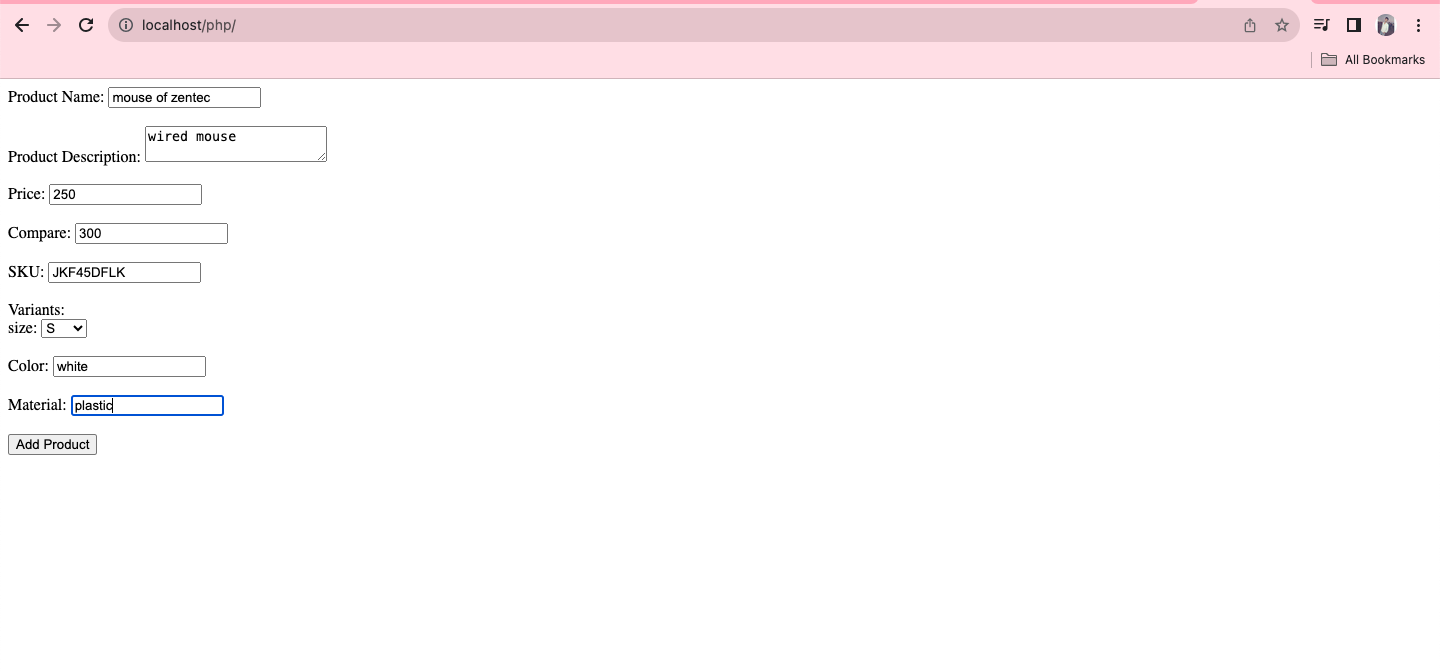 localhost/php/
All Bookmarks
Product Name: mouse of zentec
Product Description: wired mouse
Price: 250
Compare: 300
SKU: JKF45DFLK
Variants:
size: S
Color: white
Material: plastic
Add Product